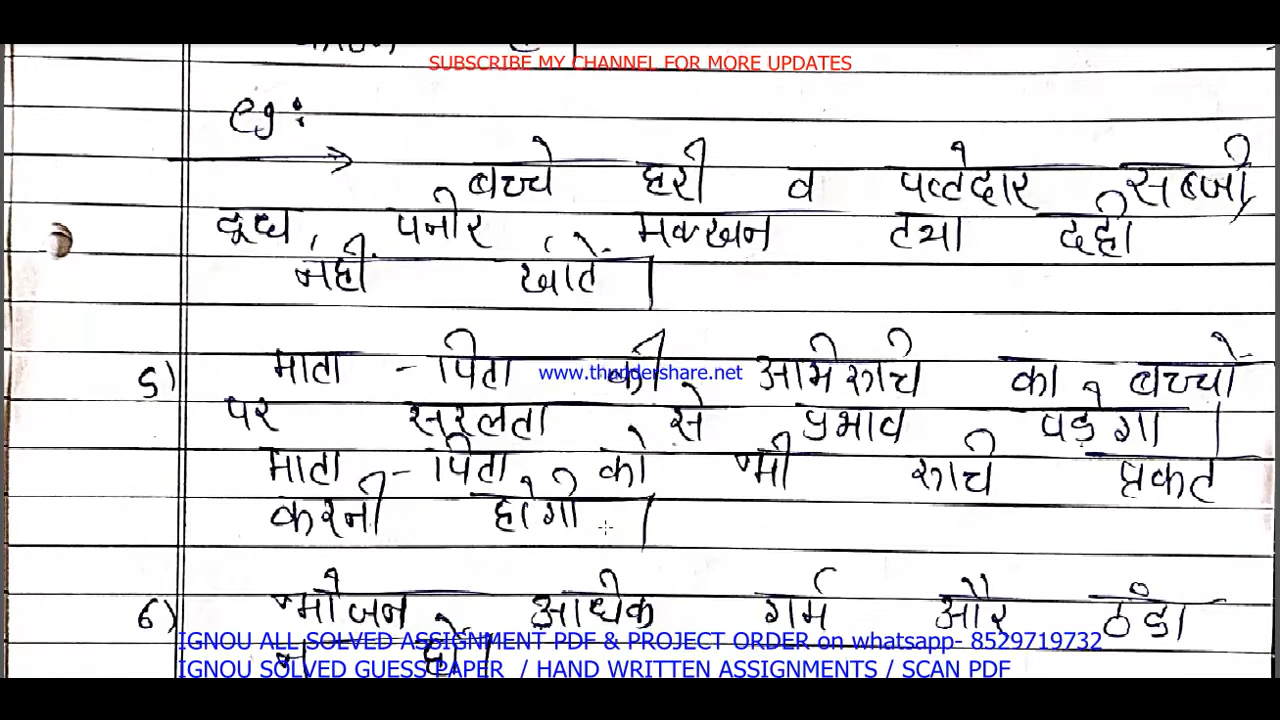 SUBSCRIBE MY CHANNEL FOR MORE UPDATES
eg:
→ बच्चे हरी व पत्तेदार सब्जी,
दूध, पनीर, मक्खन तथा दही
नहीं खाते।
5) माता - पिता की अभिरूचि का बच्चों
www.thuddershare.net
पर सरलता से प्रभाव पड़ेगा।
माता - पिता को भी रूचि प्रकट
करनी होगी।
6) भोजन अधिक गर्म और ठंडा
न हो।
IGNOU ALL SOLVED ASSIGNMENT PDF & PROJECT ORDER on whatsapp- 8529719732
IGNOU SOLVED GUESS PAPER / HAND WRITTEN ASSIGNMENTS / SCAN PDF